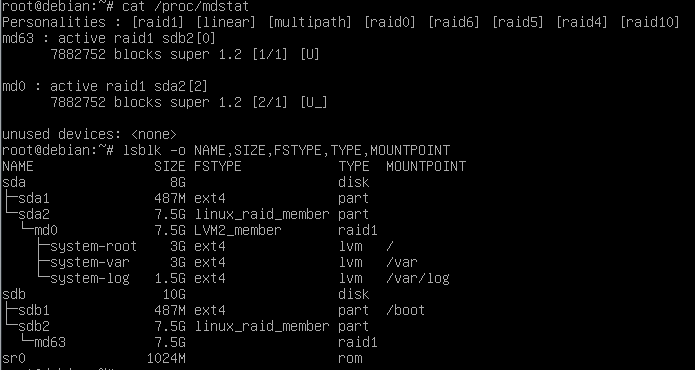 root@debian:~# cat /proc/mdstat
Personalities : [raid1] [linear] [multipath] [raid0] [raid6] [raid5] [raid4] [raid10]
md63 : active raid1 sdb2[0]
      7882752 blocks super 1.2 [1/1] [U]

md0 : active raid1 sda2[2]
      7882752 blocks super 1.2 [2/1] [U_]

unused devices: <none>
root@debian:~# lsblk -o NAME,SIZE,FSTYPE,TYPE,MOUNTPOINT
NAME                SIZE FSTYPE            TYPE  MOUNTPOINT
sda                   8G                   disk
├─sda1              487M ext4              part
└─sda2              7.5G linux_raid_member part
  └─md0             7.5G LVM2_member       raid1
    ├─system-root     3G ext4              lvm   /
    ├─system-var      3G ext4              lvm   /var
    └─system-log    1.5G ext4              lvm   /var/log
sdb                  10G                   disk
├─sdb1              487M ext4              part  /boot
└─sdb2              7.5G linux_raid_member part
  └─md63            7.5G                   raid1
sr0                1024M                   rom